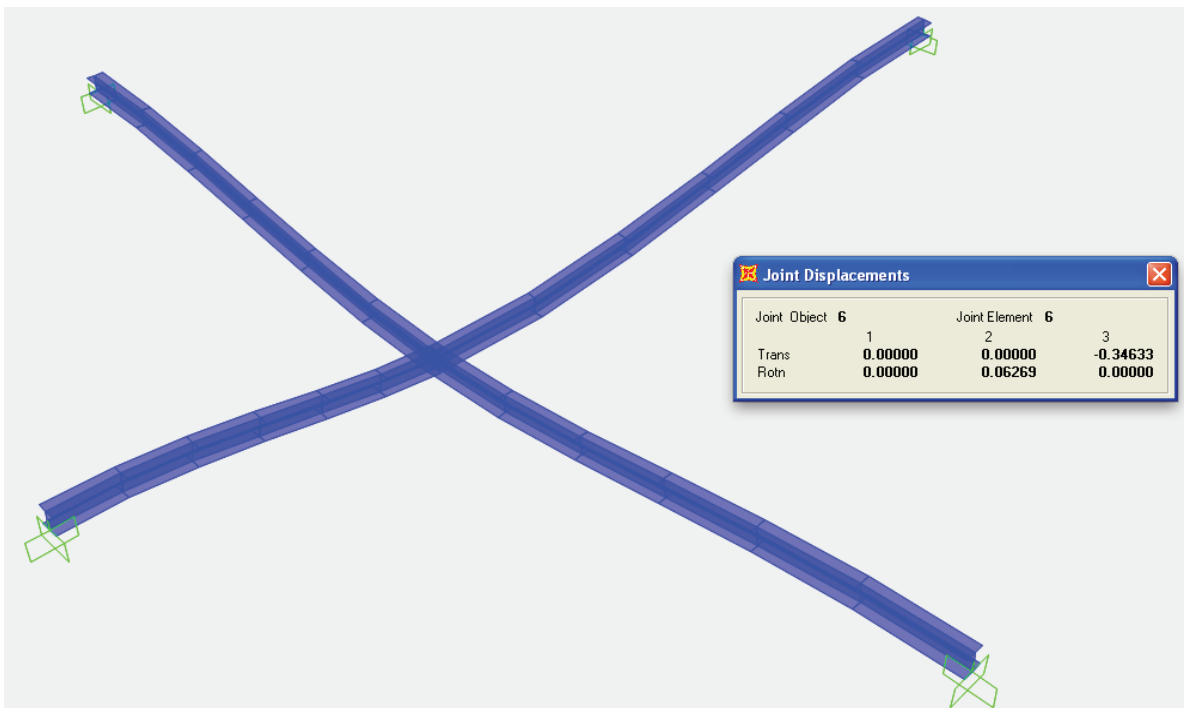 Joint Displacements
Joint Object 6 Joint Element 6
1 2 3
Trans 0.00000 0.00000 -0.34633
Rotn 0.00000 0.06269 0.00000